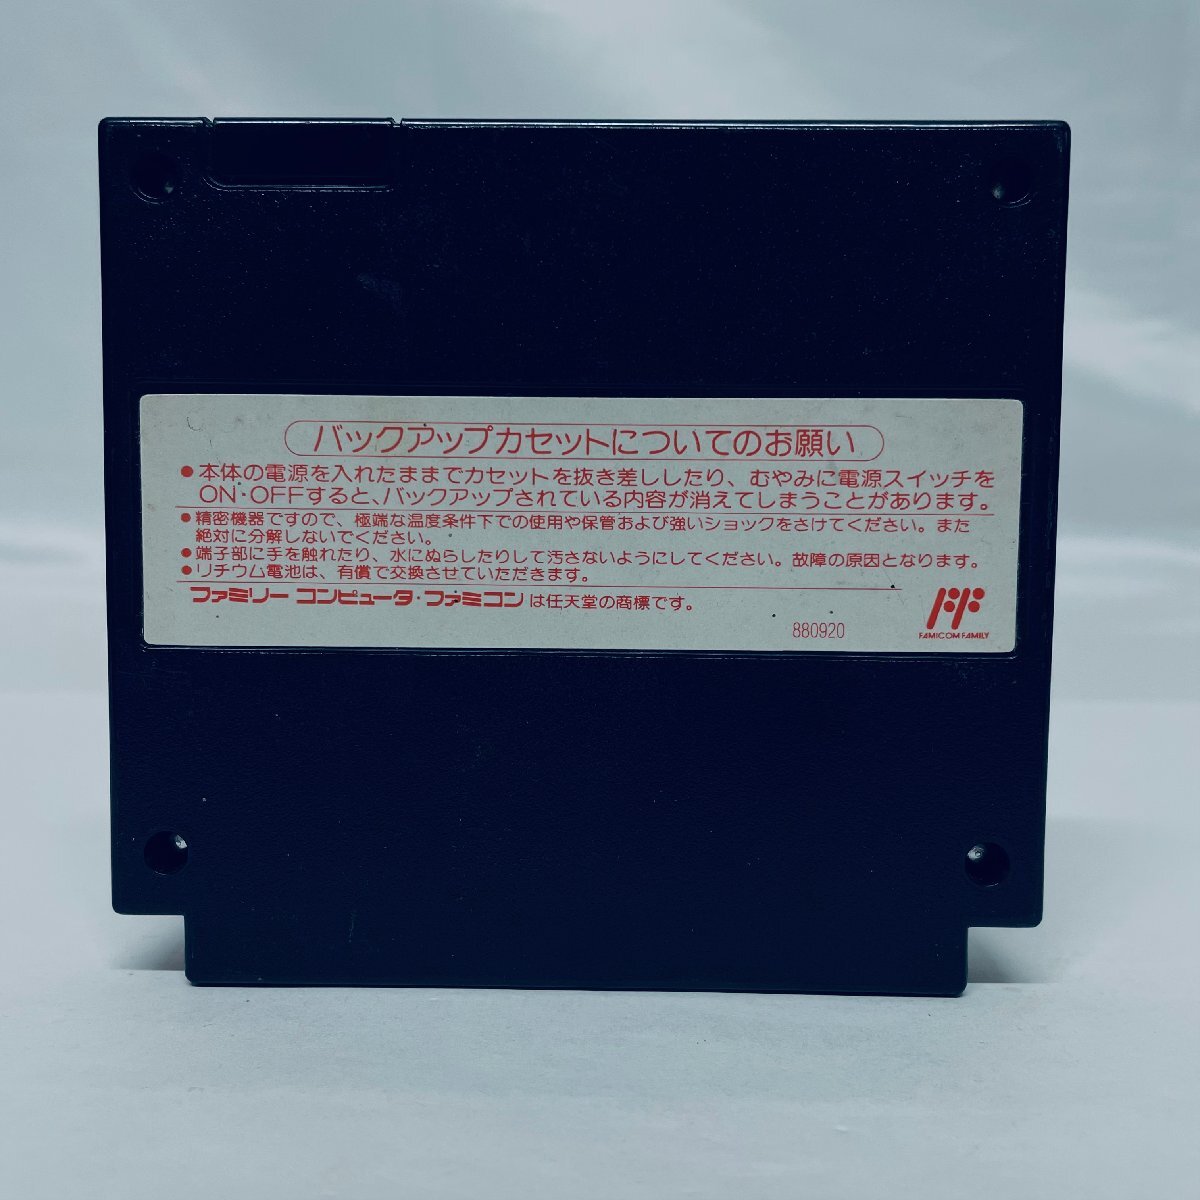 バックアップカセットについてのお願い
●本体の電源を入れたままでカセットを抜き差ししたり、むやみに電源スイッチを
ON・OFFすると、バックアップされている内容が消えてしまうことがあります。
●精密機器ですので、極端な温度条件下での使用や保管および強いショックをさけてください。また
絶対に分解しないでください。
●端子部に手を触れたり、水にぬらしたりして汚さないようにしてください。故障の原因となります。
●リチウム電池は、有償で交換させていただきます。
ファミリー コンピュータ・ファミコン は任天堂の商標です。
880920
FAMICOM FAMILY